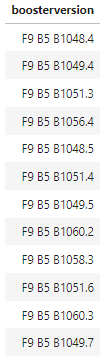 boosterversion
F9 B5 B1048.4
F9 B5 B1049.4
F9 B5 B1051.3
F9 B5 B1056.4
F9 B5 B1048.5
F9 B5 B1051.4
F9 B5 B1049.5
F9 B5 B1060.2
F9 B5 B1058.3
F9 B5 B1051.6
F9 B5 B1060.3
F9 B5 B1049.7